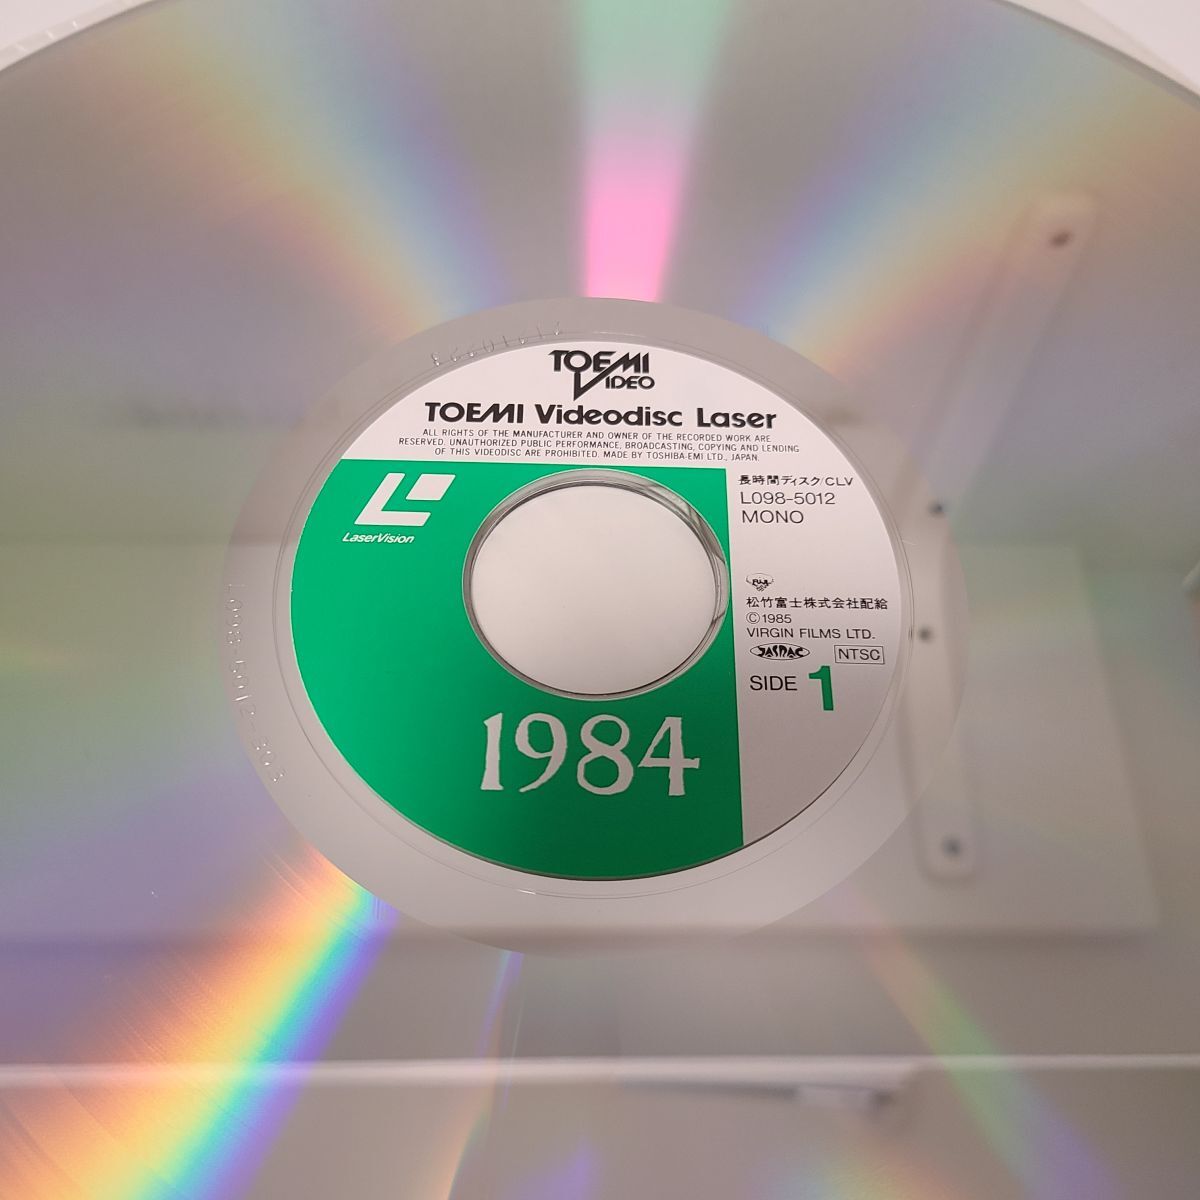 TOEMI
VIDEO
TOEMI Videodisc Laser
ALL RIGHTS OF THE MANUFACTURER AND OWNER OF THE RECORDED WORK ARE
RESERVED. UNAUTHORIZED PUBLIC PERFORMANCE, BROADCASTING, COPYING AND LENDING
OF THIS VIDEODISC ARE PROHIBITED. MADE BY TOSHIBA-EMI LTD., JAPAN.
LaserVision
長時間ディスク/CLV
L098-5012
MONO
松竹富士株式会社配給
©1985
VIRGIN FILMS LTD.
JASRAC
NTSC
SIDE 1
1984